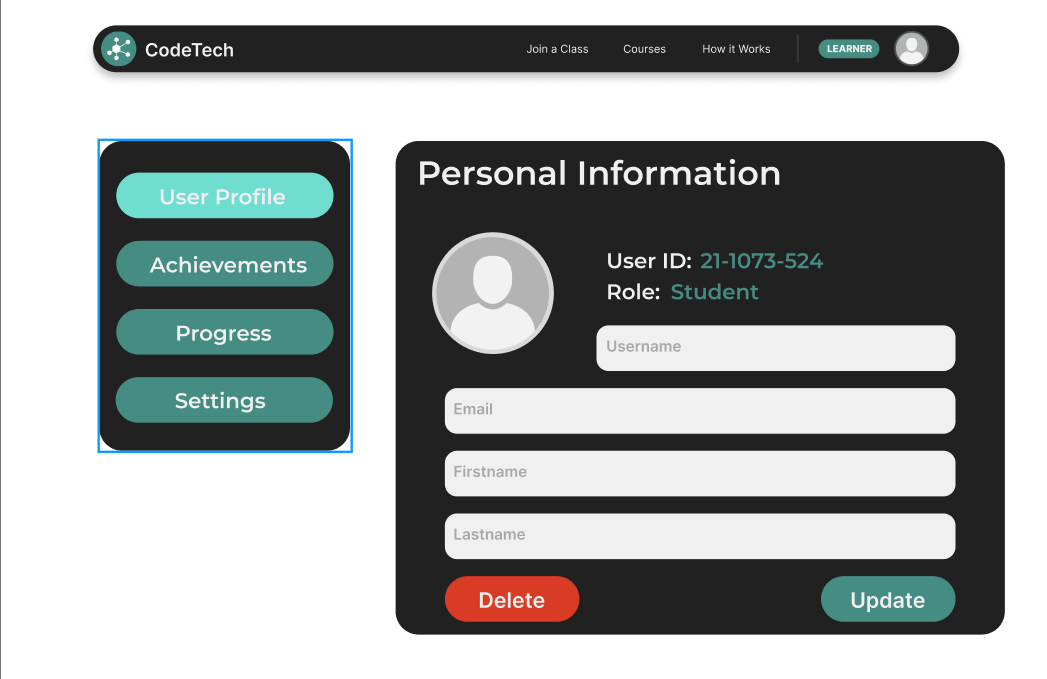 CodeTech
Join a Class
Courses
How it Works
LEARNER
User Profile
Achievements
Progress
Settings
Personal Information
User ID: 21-1073-524
Role: Student
Username
Email
Firstname
Lastname
Delete
Update